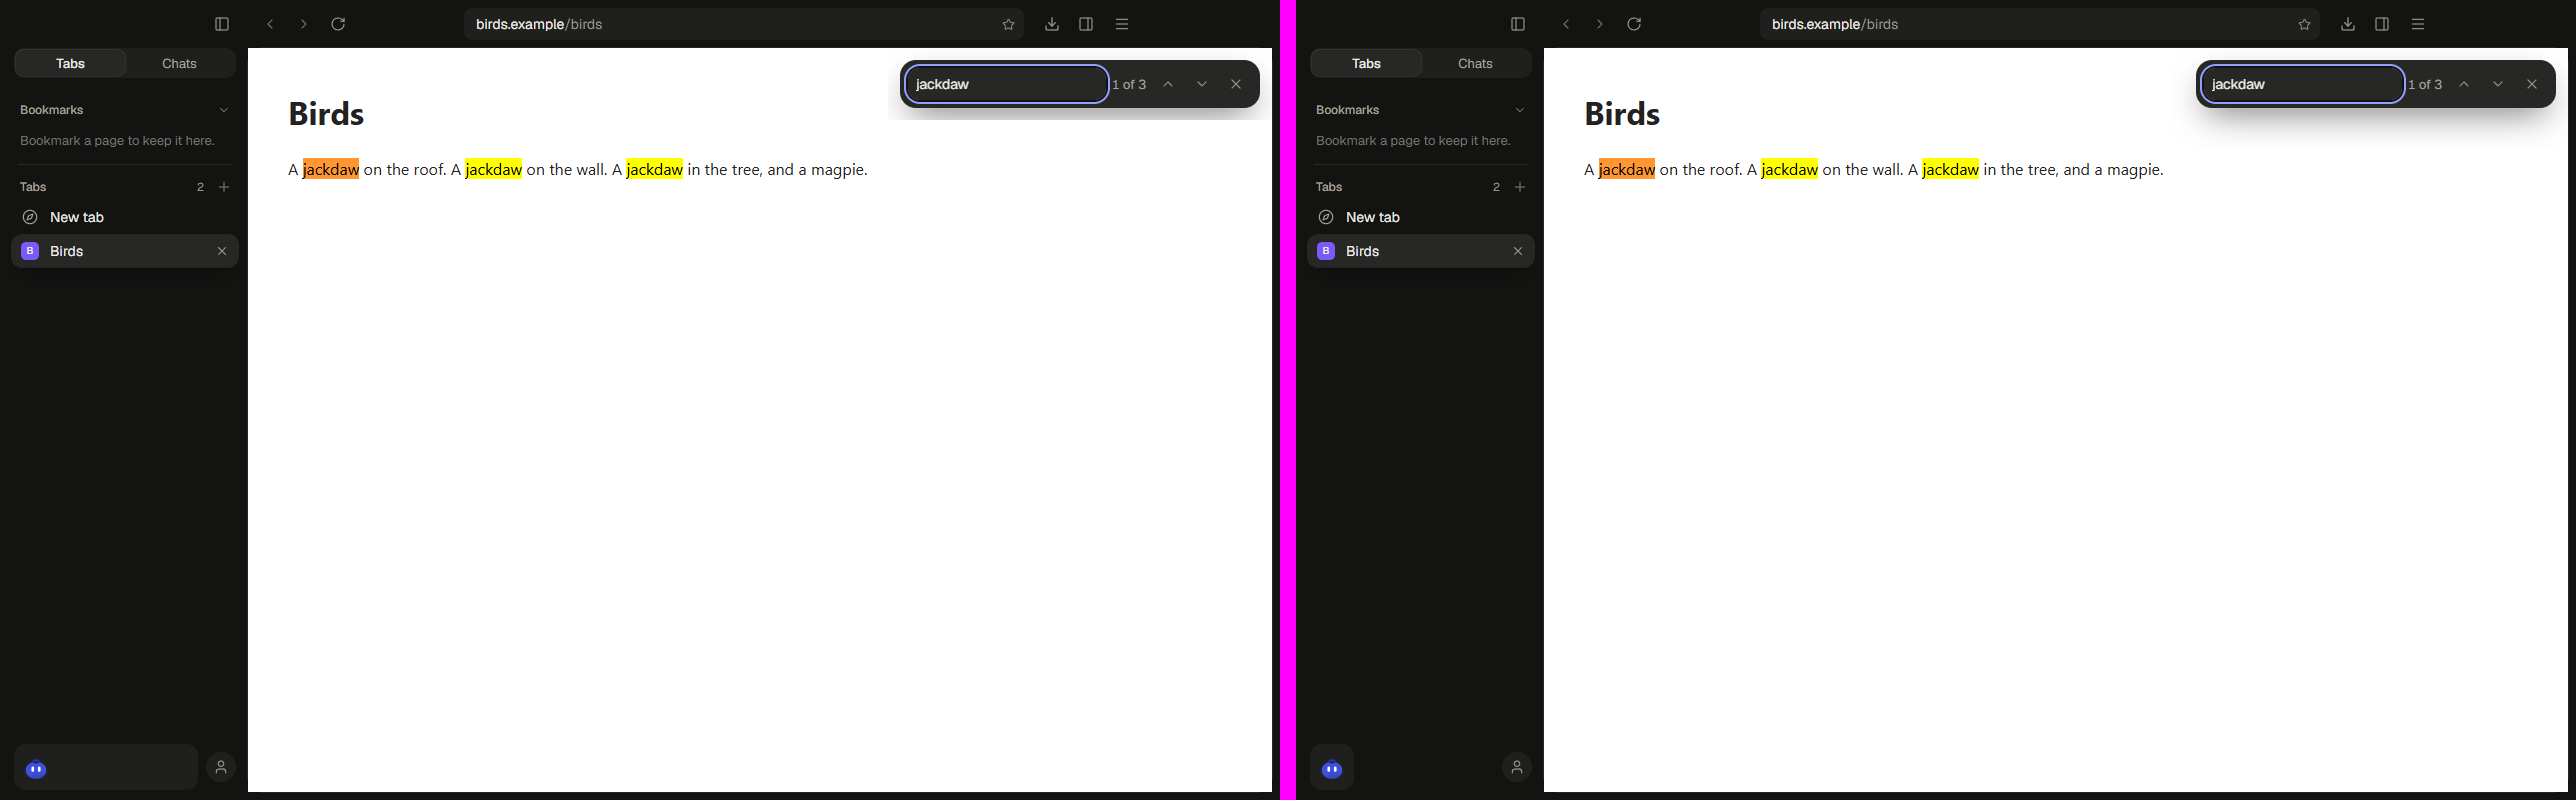 birds.example/birds
Tabs Chats
jackdaw 1 of 3
Bookmarks
Birds
Bookmark a page to keep it here.
A jackdaw on the roof. A jackdaw on the wall. A jackdaw in the tree, and a magpie.
Tabs 2
New tab
B Birds
birds.example/birds
Tabs Chats
jackdaw 1 of 3
Bookmarks
Birds
Bookmark a page to keep it here.
A jackdaw on the roof. A jackdaw on the wall. A jackdaw in the tree, and a magpie.
Tabs 2
New tab
B Birds